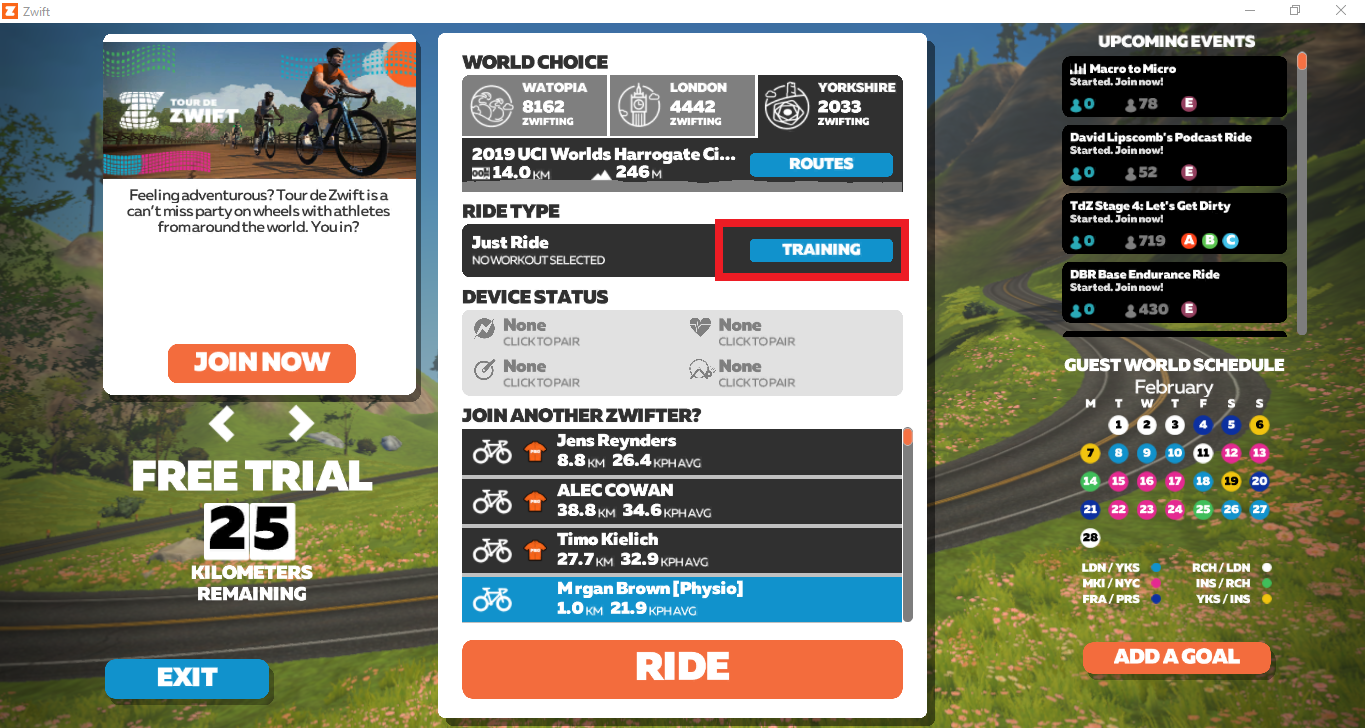 Zwift
TOUR DE
ZWIFT
Feeling adventurous? Tour de Zwift is a
can't miss party on wheels with athletes
from around the world. You in?
JOIN NOW
FREE TRIAL
25
KILOMETERS
REMAINING
EXIT
WORLD CHOICE
WATOPIA
8162
ZWIFTING
LONDON
4442
ZWIFTING
YORKSHIRE
2033
ZWIFTING
2019 UCI Worlds Harrogate Ci...
14.0 KM 246 M
ROUTES
RIDE TYPE
Just Ride
NO WORKOUT SELECTED
TRAINING
DEVICE STATUS
None
CLICK TO PAIR
None
CLICK TO PAIR
None
CLICK TO PAIR
None
CLICK TO PAIR
JOIN ANOTHER ZWIFTER?
Jens Reynders
8.8 KM 26.4 KPH AVG
ALEC COWAN
38.8 KM 34.6 KPH AVG
Timo Kielich
27.7 KM 32.9 KPH AVG
M rgan Brown [Physio]
1.0 KM 21.9 KPH AVG
RIDE
UPCOMING EVENTS
Macro to Micro
Started. Join now!
0 78 E
David Lipscomb's Podcast Ride
Started. Join now!
0 52 E
TdZ Stage 4: Let's Get Dirty
Started. Join now!
0 719 A B C
DBR Base Endurance Ride
Started. Join now!
0 430 E
GUEST WORLD SCHEDULE
February
M T W T F S S
1 2 3 4 5 6
7 8 9 10 11 12 13
14 15 16 17 18 19 20
21 22 23 24 25 26 27
28
LDN / YKS RCH / LDN
MKI / NYC INS / RCH
FRA / PRS YKS / INS
ADD A GOAL